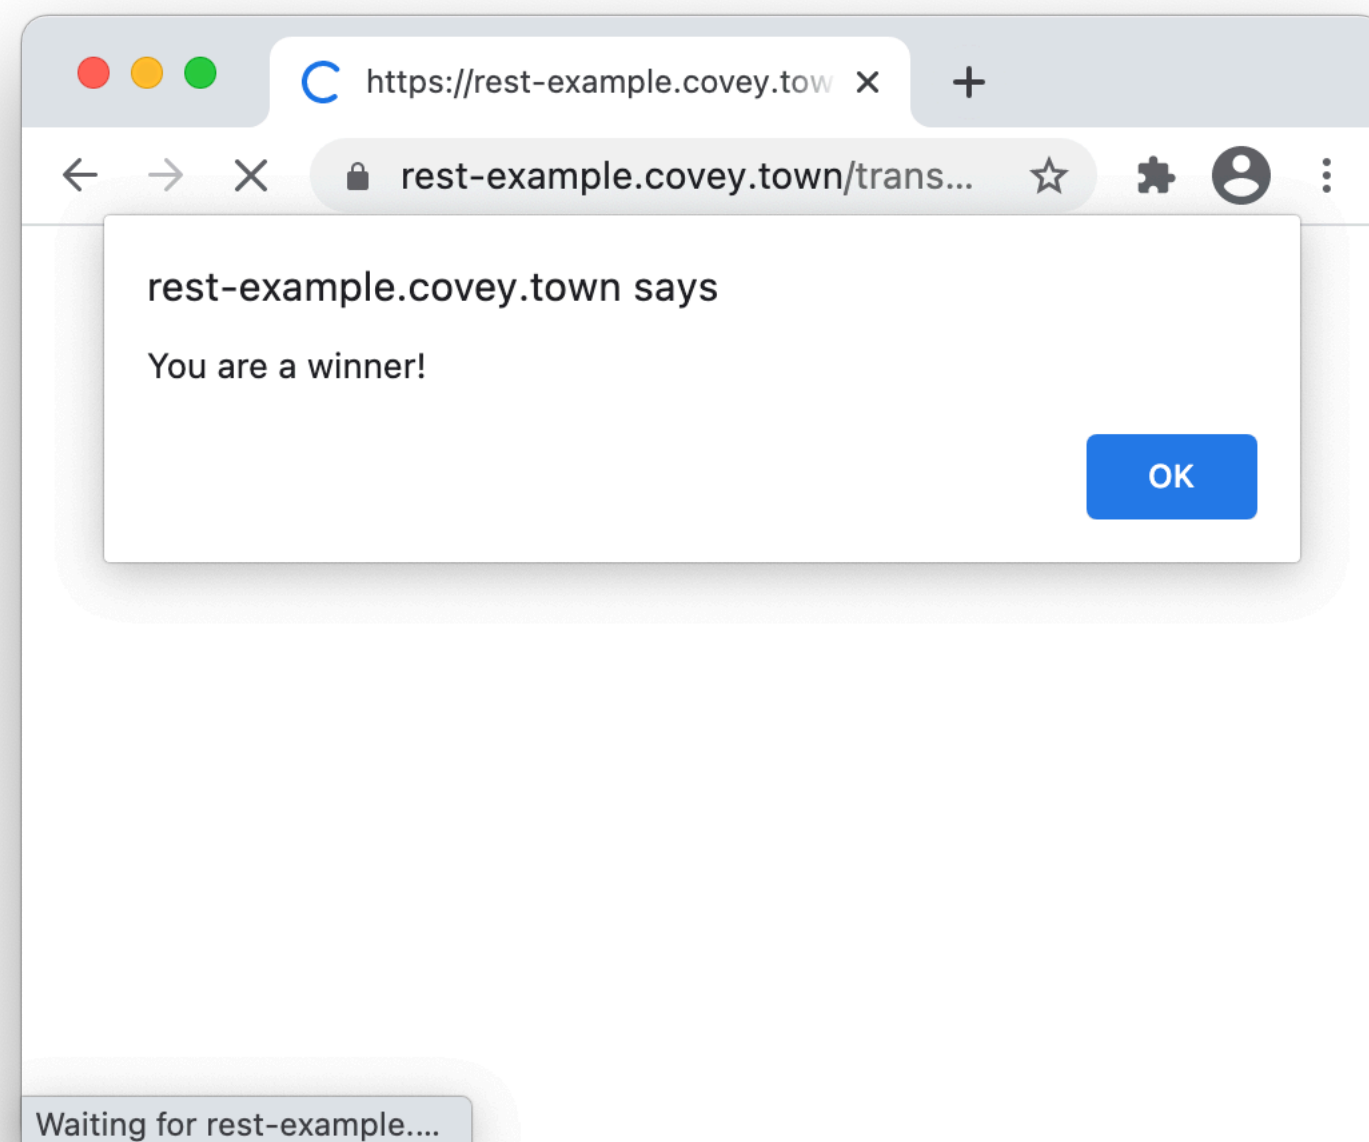 https://rest-example.covey.tow
rest-example.covey.town/trans...
rest-example.covey.town says
You are a winner!
OK
Waiting for rest-example....